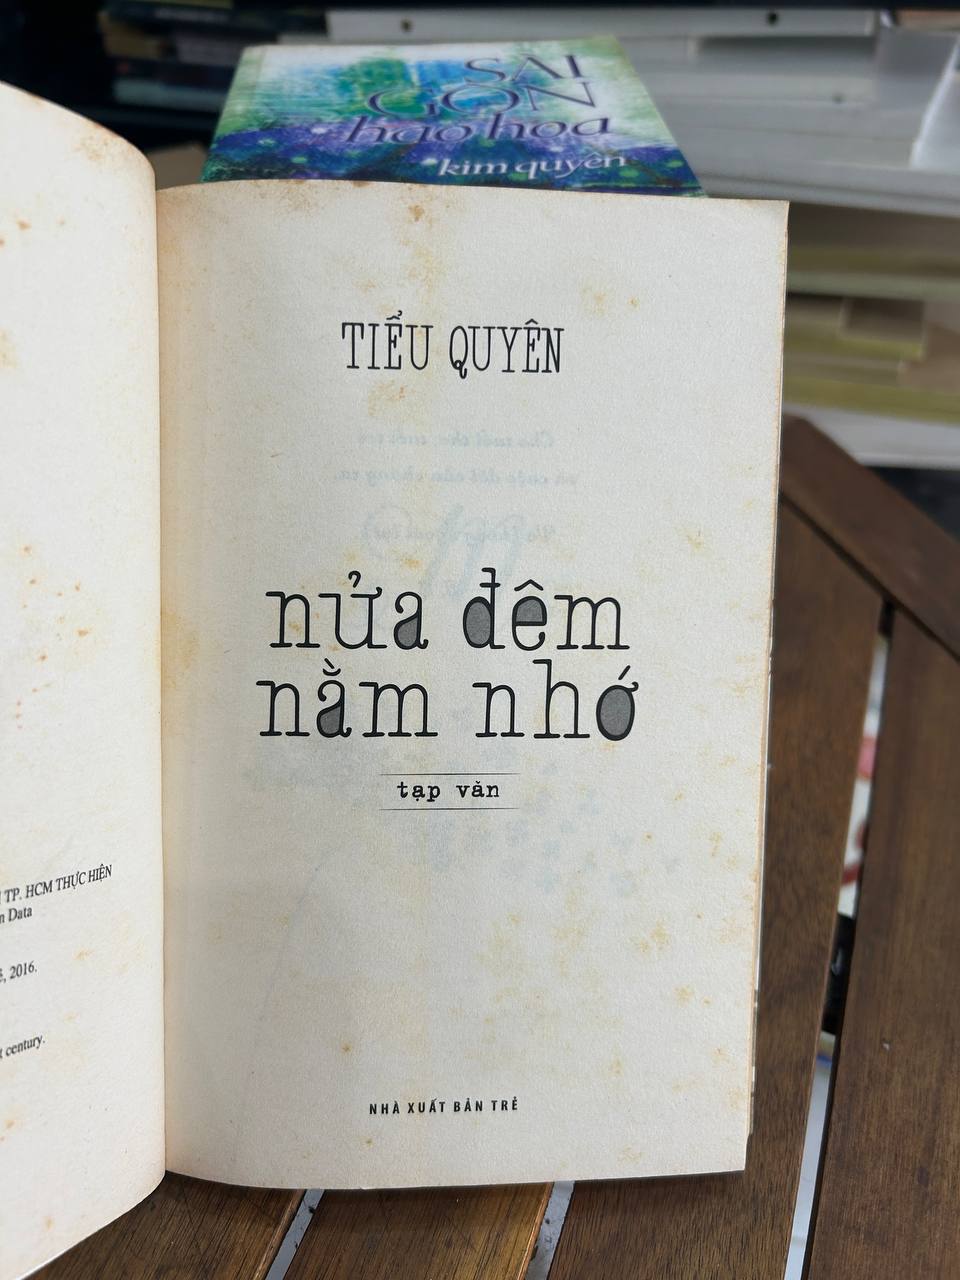 SÀI
GÒN
hào hoa
kim quyên
TIỂU QUYÊN
nửa đêm
nằm nhớ
tạp văn
NHÀ XUẤT BẢN TRẺ
TP. HCM THỰC HIỆN
Data
2016.
century.